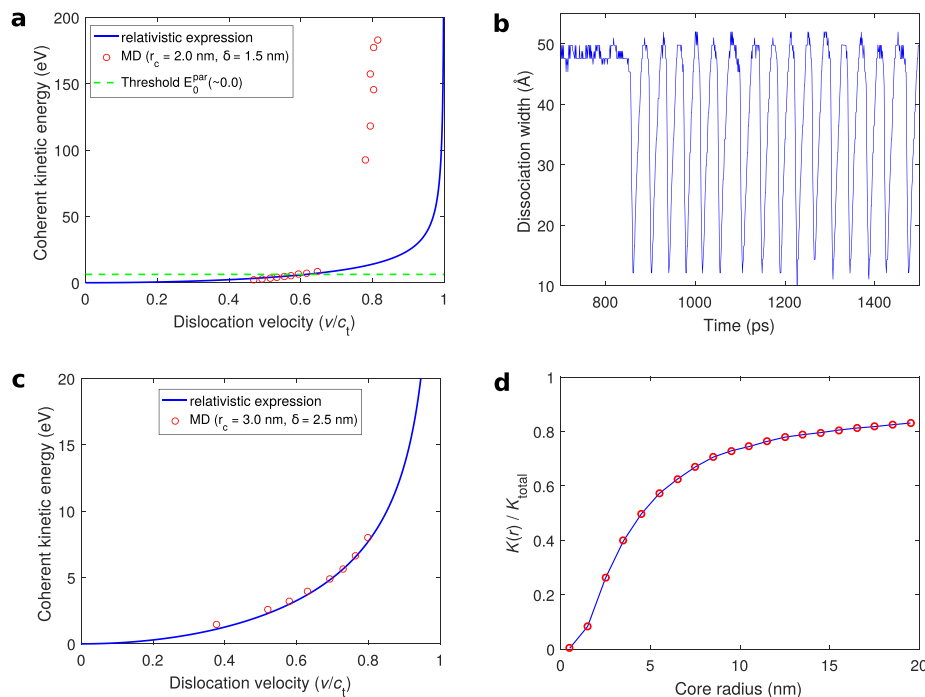 a
200
150
100
50
0
Coherent kinetic energy (eV)
relativistic expression
MD (r_c = 2.0 nm, δ = 1.5 nm)
Threshold E_0^par (~0.0)
0 0.2 0.4 0.6 0.8 1
Dislocation velocity (v/c_t)
b
50
40
30
20
10
Dissociation width (Å)
800 1000 1200 1400
Time (ps)
c
20
15
10
5
0
Coherent kinetic energy (eV)
relativistic expression
MD (r_c = 3.0 nm, δ = 2.5 nm)
0 0.2 0.4 0.6 0.8 1
Dislocation velocity (v/c_t)
d
1
0.8
0.6
0.4
0.2
0
K(r) / K_total
0 5 10 15 20
Core radius (nm)